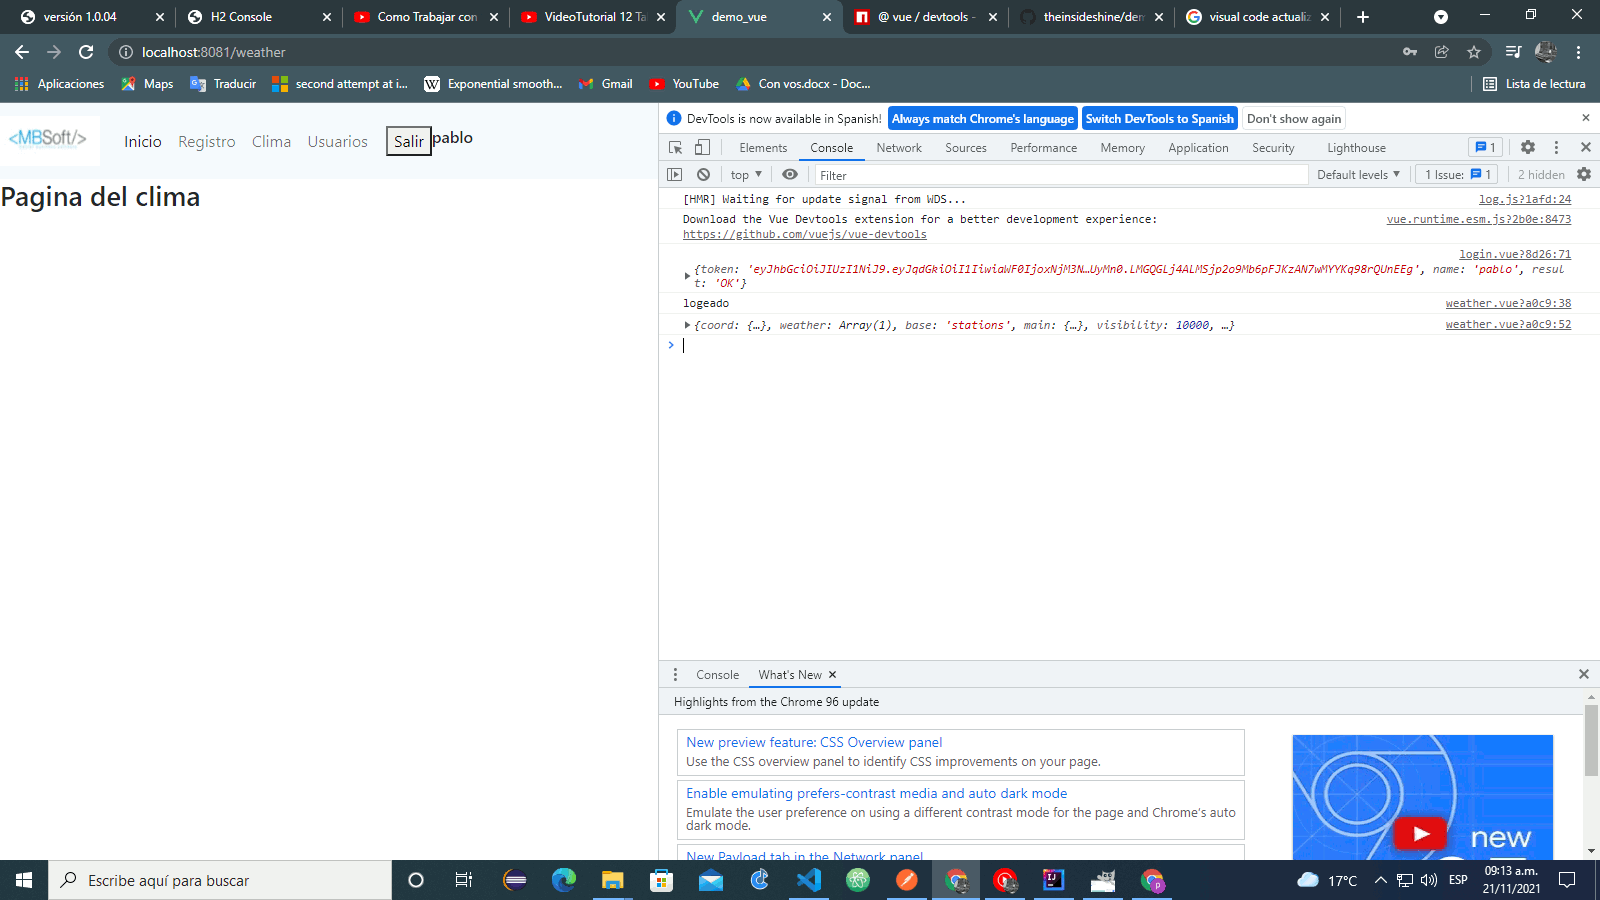 versión 1.0.04
H2 Console
Como Trabajar con
VideoTutorial 12 Tal
demo_vue
@ vue / devtools -
theinsideshine/dem
visual code actualiz
localhost:8081/weather
Aplicaciones
Maps
Traducir
second attempt at i...
Exponential smooth...
Gmail
YouTube
Con vos.docx - Doc...
Lista de lectura
<MBSoft/>
Inicio
Registro
Clima
Usuarios
Salir
pablo
Pagina del clima
DevTools is now available in Spanish!
Always match Chrome's language
Switch DevTools to Spanish
Don't show again
Elements
Console
Network
Sources
Performance
Memory
Application
Security
Lighthouse
1
top
Filter
Default levels
1 Issue:
1
2 hidden
[HMR] Waiting for update signal from WDS...
log.js?1afd:24
Download the Vue Devtools extension for a better development experience:
vue.runtime.esm.js?2b0e:8473
https://github.com/vuejs/vue-devtools
login.vue?8d26:71
{token: 'eyJhbGciOiJIUzI1NiJ9.eyJqdGkiOiI1IiwiaWF0IjoxNjM3N…UyMn0.LMGQGLj4ALMSjp2o9Mb6pFJKzAN7wMYYKq98rQUnEEg', name: 'pablo', resul
t: 'OK'}
logeado
weather.vue?a0c9:38
{coord: {…}, weather: Array(1), base: 'stations', main: {…}, visibility: 10000, …}
weather.vue?a0c9:52
Console
What's New
Highlights from the Chrome 96 update
New preview feature: CSS Overview panel
Use the CSS overview panel to identify CSS improvements on your page.
Enable emulating prefers-contrast media and auto dark mode
Emulate the user preference on using a different contrast mode for the page and Chrome's auto
dark mode.
New Payload tab in the Network panel
new
Escribe aquí para buscar
17°C
ESP
09:13 a.m.
21/11/2021